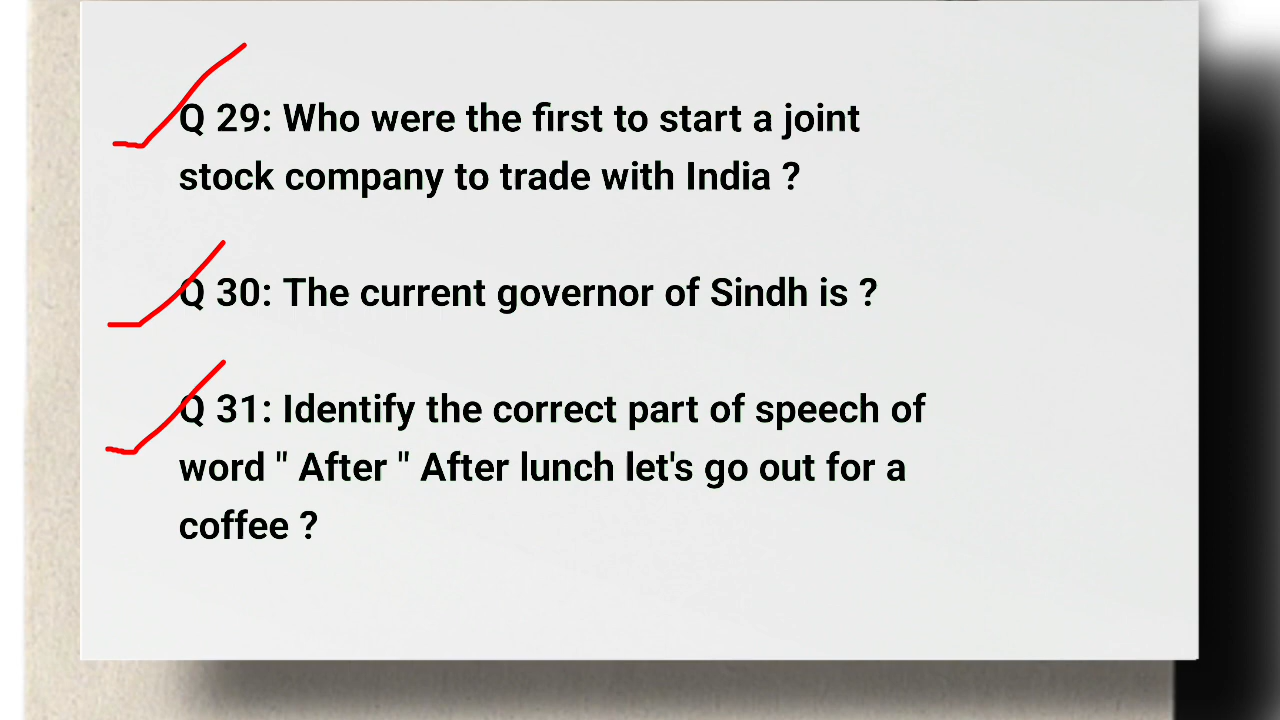 Q 29: Who were the first to start a joint
stock company to trade with India ?
Q 30: The current governor of Sindh is ?
Q 31: Identify the correct part of speech of
word " After " After lunch let's go out for a
coffee ?